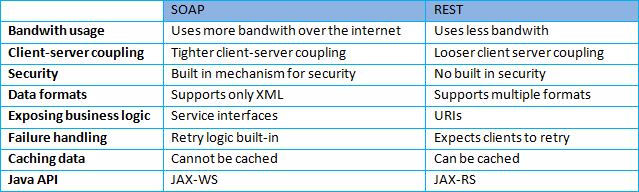 SOAP REST
Bandwith usage Uses more bandwith over the internet Uses less bandwith
Client-server coupling Tighter client-server coupling Looser client server coupling
Security Built in mechanism for security No built in security
Data formats Supports only XML Supports multiple formats
Exposing business logic Service interfaces URIs
Failure handling Retry logic built-in Expects clients to retry
Caching data Cannot be cached Can be cached
Java API JAX-WS JAX-RS